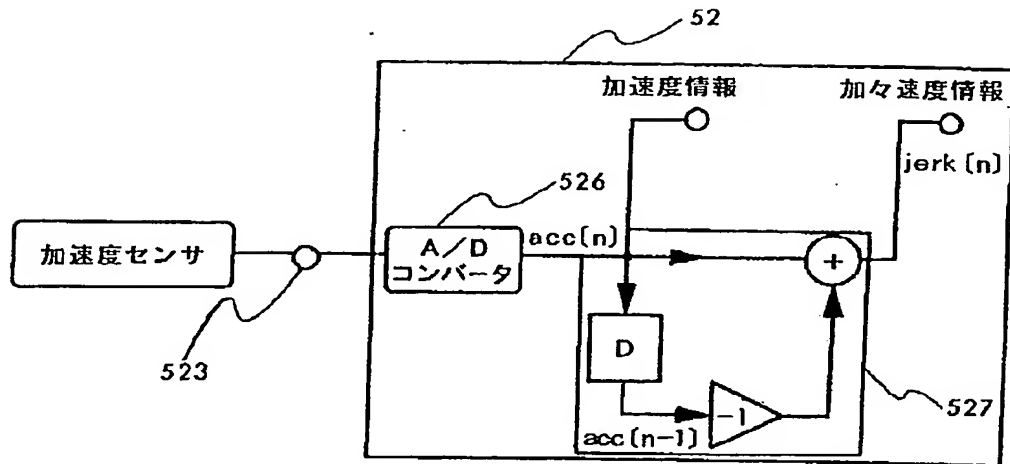 52
加速度情報
加々速度情報
jerk[n]
526
加速度センサ
A/D
コンバータ
acc[n]
+
D
523
-1
acc[n-1]
527